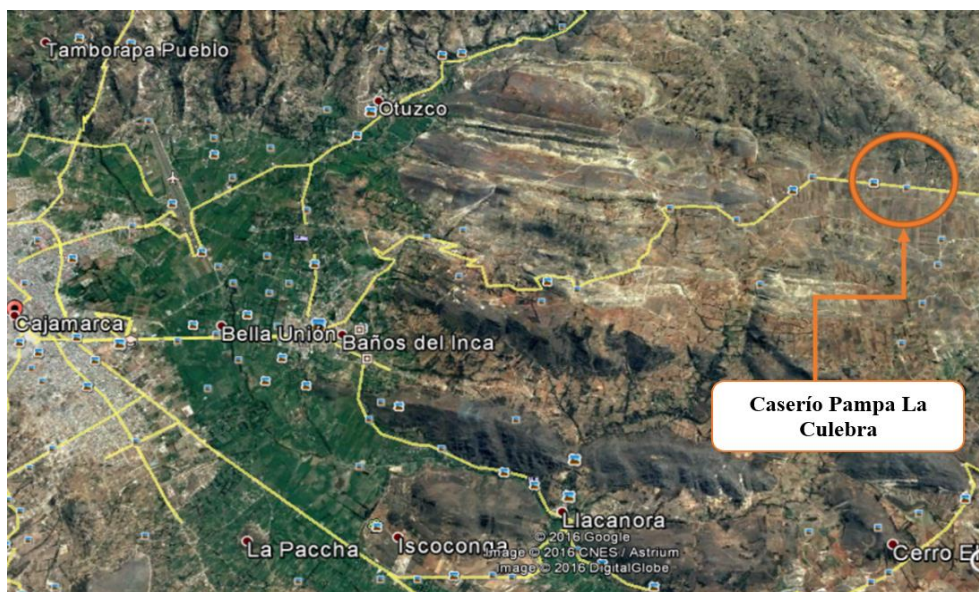 Tamborapa Pueblo
Otuzco
Cajamarca
Bella Unión
Baños del Inca
Caserío Pampa La
Culebra
Llacanora
La Paccha
Iscoconga
© 2016 Google
Image © 2016 CNES / Astrium
Image © 2016 DigitalGlobe
Cerro